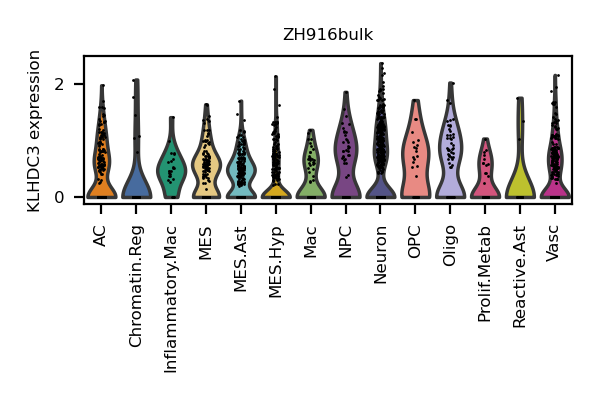 ZH916bulk
KLHDC3 expression
2
0
AC
Chromatin.Reg
Inflammatory.Mac
MES
MES.Ast
MES.Hyp
Mac
NPC
Neuron
OPC
Oligo
Prolif.Metab
Reactive.Ast
Vasc